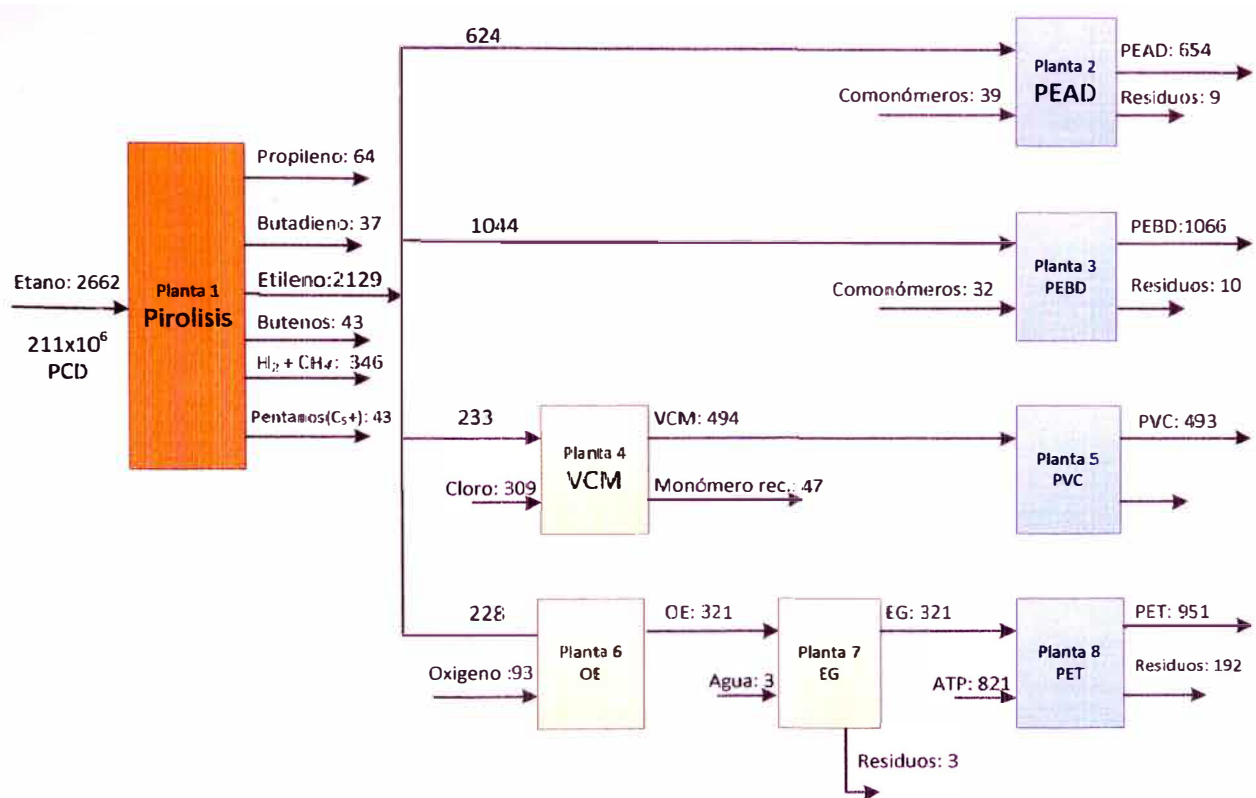 624
Planta 2
PEAD
PEAD: 654
Comonómeros: 39
Residuos: 9
Propileno: 64
Butadieno: 37
1044
PEBD:1066
Etano: 2662
Planta 1
Pirolisis
Etileno:2129
Planta 3
PEBD
Comonómeros: 32
Residuos: 10
211x10⁶
PCD
Butenos: 43
H₂ + CH₄: 346
Pentanos(C₅+): 43
233
VCM: 494
PVC: 493
Planta 4
VCM
Planta 5
PVC
Cloro: 309
Monómero rec.: 47
228
OE: 321
EG: 321
PET: 951
Planta 6
OE
Planta 7
EG
Planta 8
PET
Oxigeno :93
Agua: 3
ATP: 821
Residuos: 192
Residuos: 3